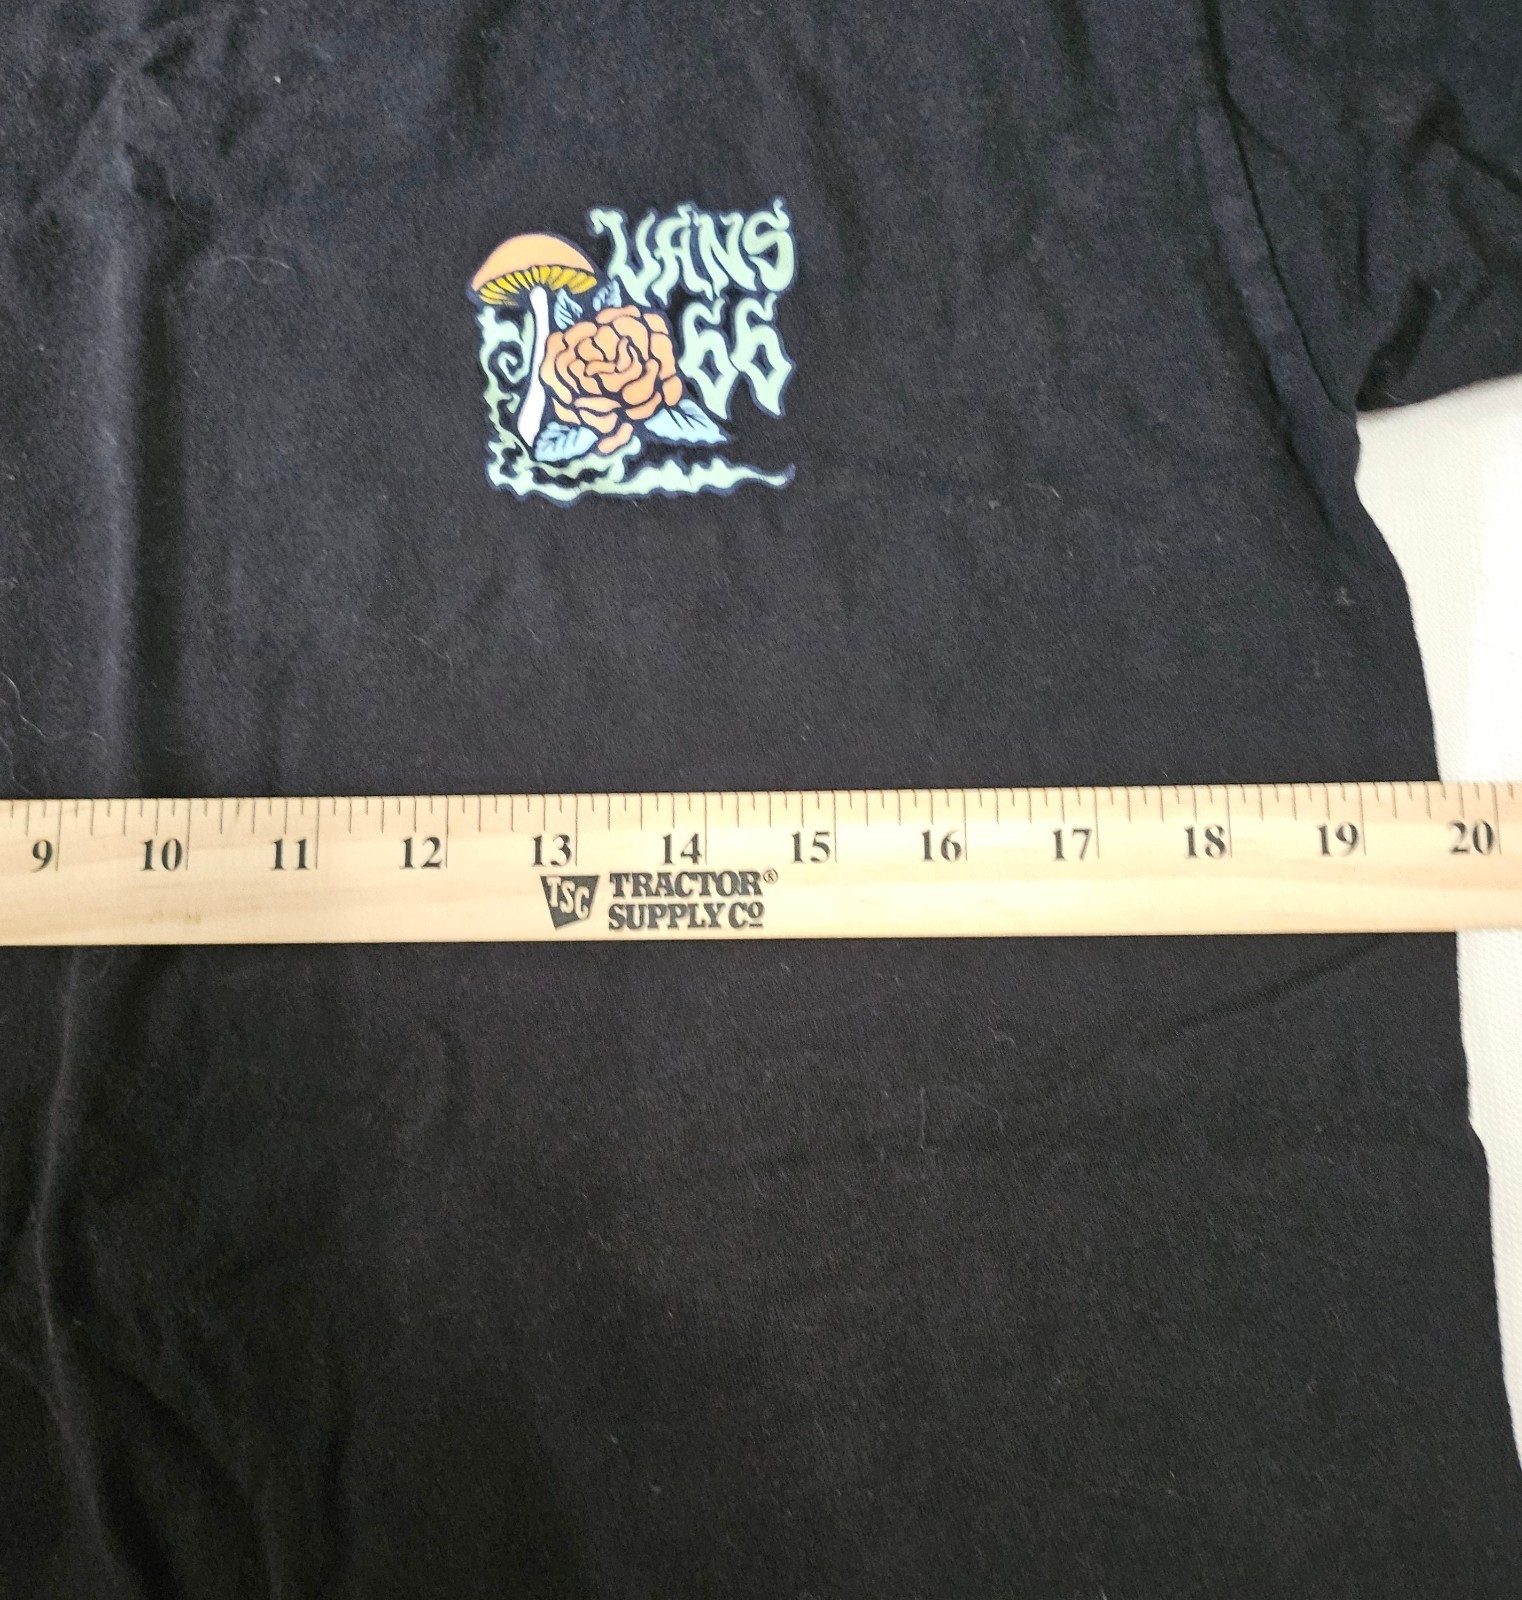 VANS
66
9 10 11 12 13 14 15 16 17 18 19 20
TSC TRACTOR®
SUPPLY CO